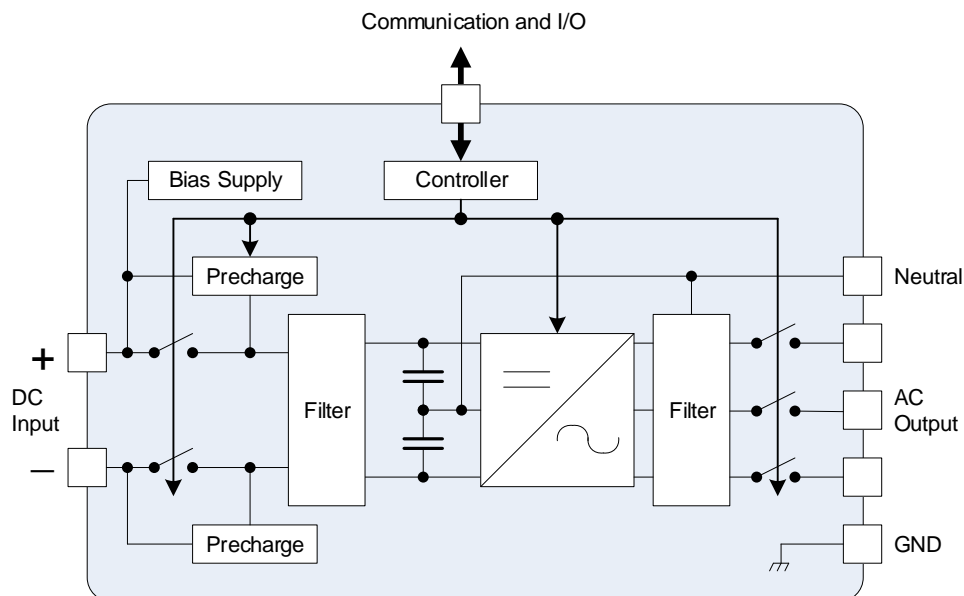 Communication and I/O
Bias Supply
Controller
Precharge
Neutral
+
DC
Input
–
Filter
Filter
AC
Output
Precharge
GND